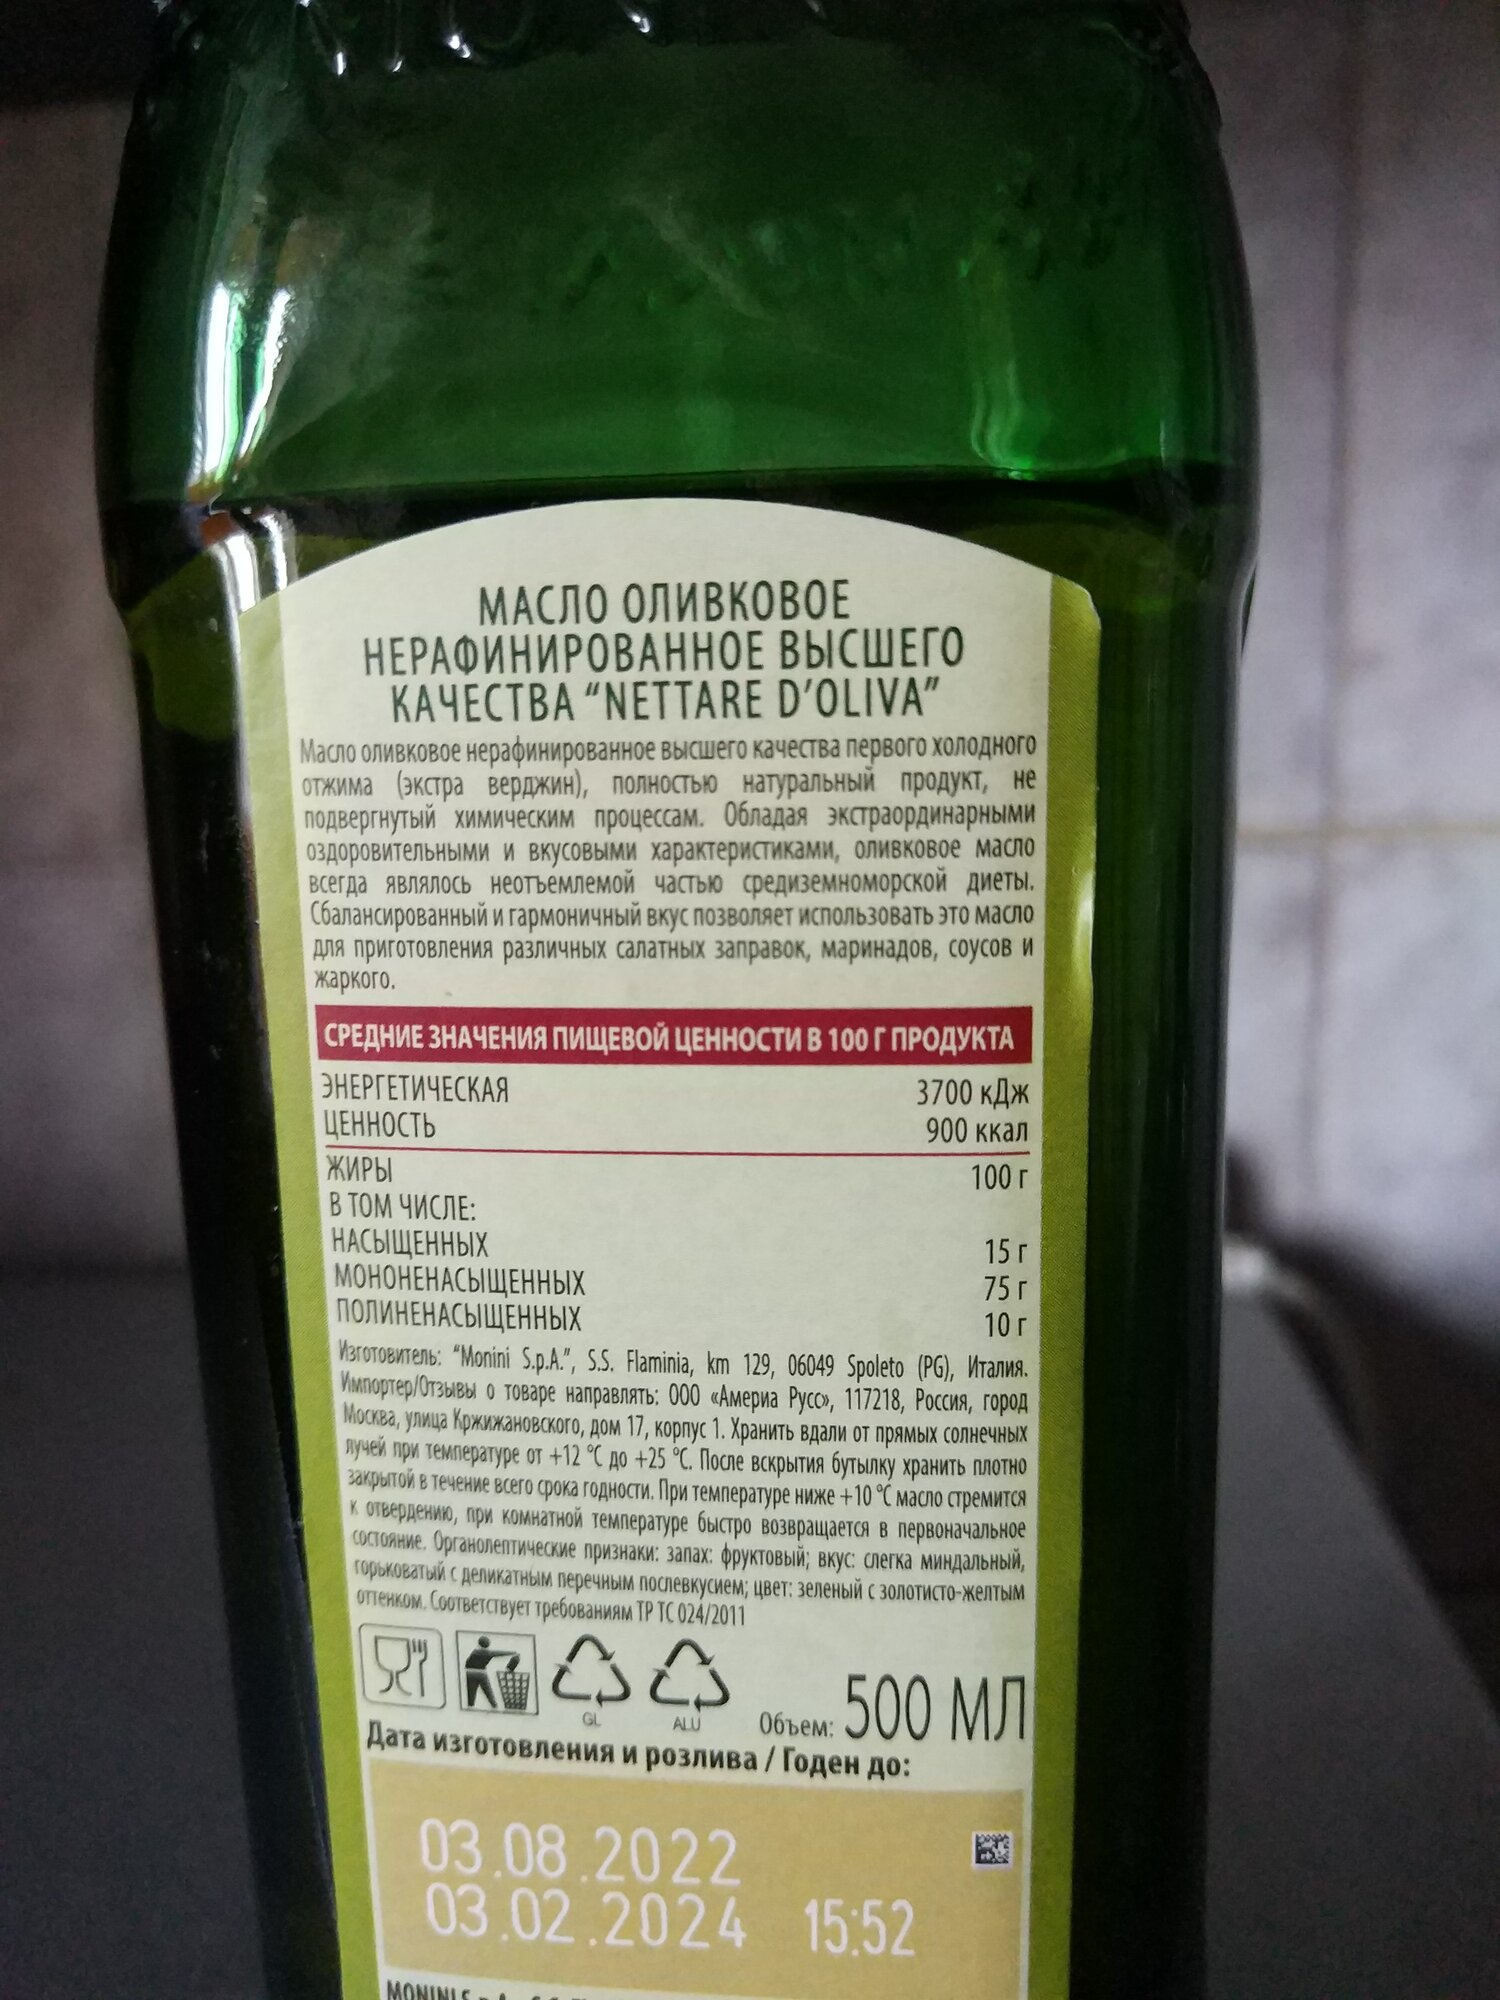 МАСЛО ОЛИВКОВОЕ
НЕРАФИНИРОВАННОЕ ВЫСШЕГО
КАЧЕСТВА “NETTARE D’OLIVA”
Масло оливковое нерафинированное высшего качества первого холодного
отжима (экстра верджин), полностью натуральный продукт, не
подвергнутый химическим процессам. Обладая экстраординарными
оздоровительными и вкусовыми характеристиками, оливковое масло
всегда являлось неотъемлемой частью средиземноморской диеты.
Сбалансированный и гармоничный вкус позволяет использовать это масло
для приготовления различных салатных заправок, маринадов, соусов и
жаркого.
СРЕДНИЕ ЗНАЧЕНИЯ ПИЩЕВОЙ ЦЕННОСТИ В 100 Г ПРОДУКТА
ЭНЕРГЕТИЧЕСКАЯ 3700 кДж
ЦЕННОСТЬ 900 ккал
ЖИРЫ 100 г
В ТОМ ЧИСЛЕ:
НАСЫЩЕННЫХ 15 г
МОНОНЕНАСЫЩЕННЫХ 75 г
ПОЛИНЕНАСЫЩЕННЫХ 10 г
Изготовитель: “Monini S.p.A.”, S.S. Flaminia, km 129, 06049 Spoleto (PG), Италия.
Импортер/Отзывы о товаре направлять: ООО «Америа Русс», 117218, Россия, город
Москва, улица Кржижановского, дом 17, корпус 1. Хранить вдали от прямых солнечных
лучей при температуре от +12 °C до +25 °C. После вскрытия бутылку хранить плотно
закрытой в течение всего срока годности. При температуре ниже +10 °C масло стремится
к отвердению, при комнатной температуре быстро возвращается в первоначальное
состояние. Органолептические признаки: запах: фруктовый; вкус: слегка миндальный,
горьковатый с деликатным перечным послевкусием; цвет: зеленый с золотисто-желтым
оттенком. Соответствует требованиям ТР ТС 024/2011
GL ALU Объем: 500 МЛ
Дата изготовления и розлива / Годен до:
03.08.2022
03.02.2024 15:52